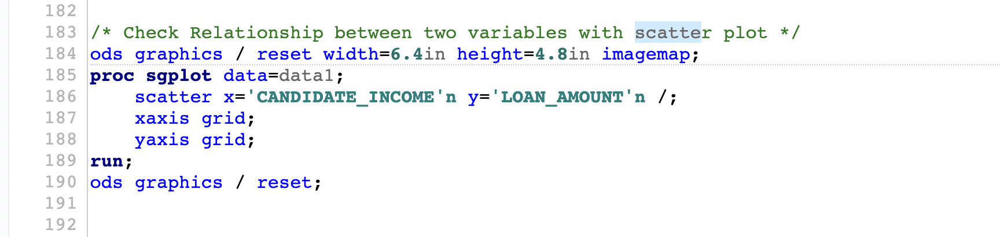 182
183 /* Check Relationship between two variables with scatter plot */
184 ods graphics / reset width=6.4in height=4.8in imagemap;
185 proc sgplot data=data1;
186     scatter x='CANDIDATE_INCOME'n y='LOAN_AMOUNT'n /;
187     xaxis grid;
188     yaxis grid;
189 run;
190 ods graphics / reset;
191
192